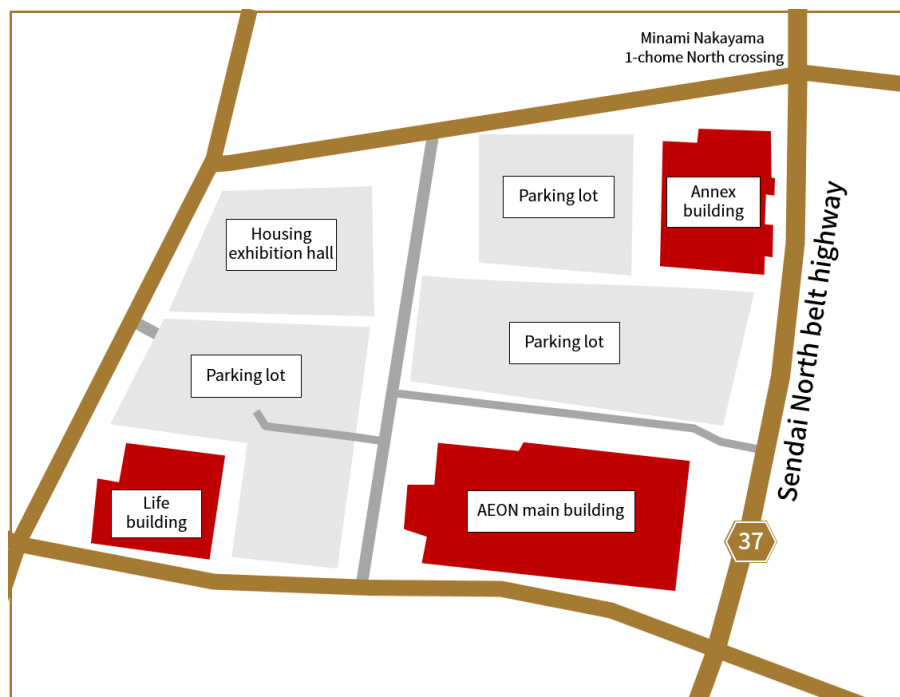 Minami Nakayama
1-chome North crossing
Parking lot
Annex
building
Housing
exhibition hall
Parking lot
Parking lot
Sendai North belt highway
Life
building
AEON main building
37